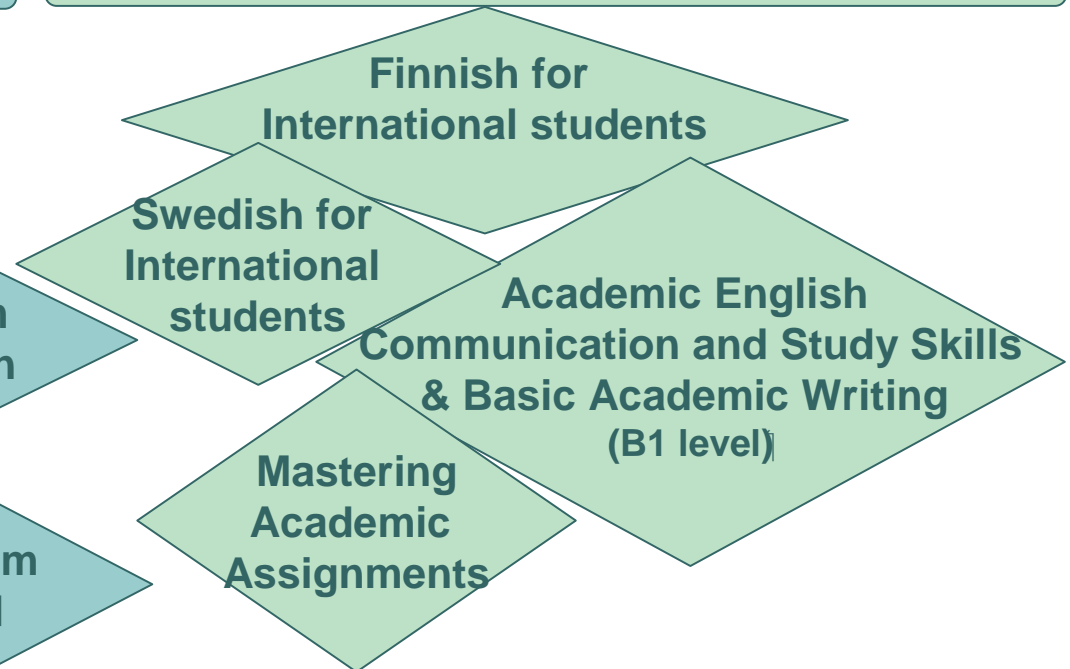 Finnish for
International students
Swedish for
International
students
Academic English
Communication and Study Skills
& Basic Academic Writing
(B1 level)
Mastering
Academic
Assignments